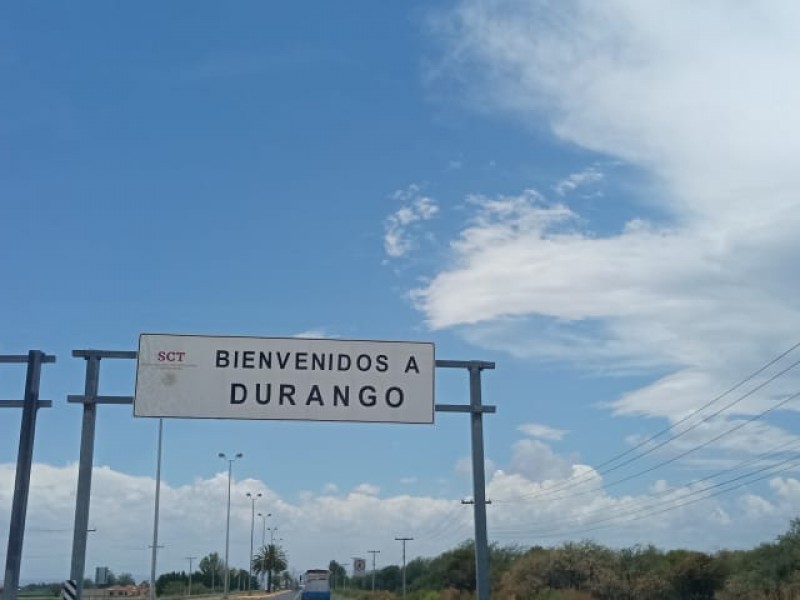 SCT
BIENVENIDOS A
DURANGO